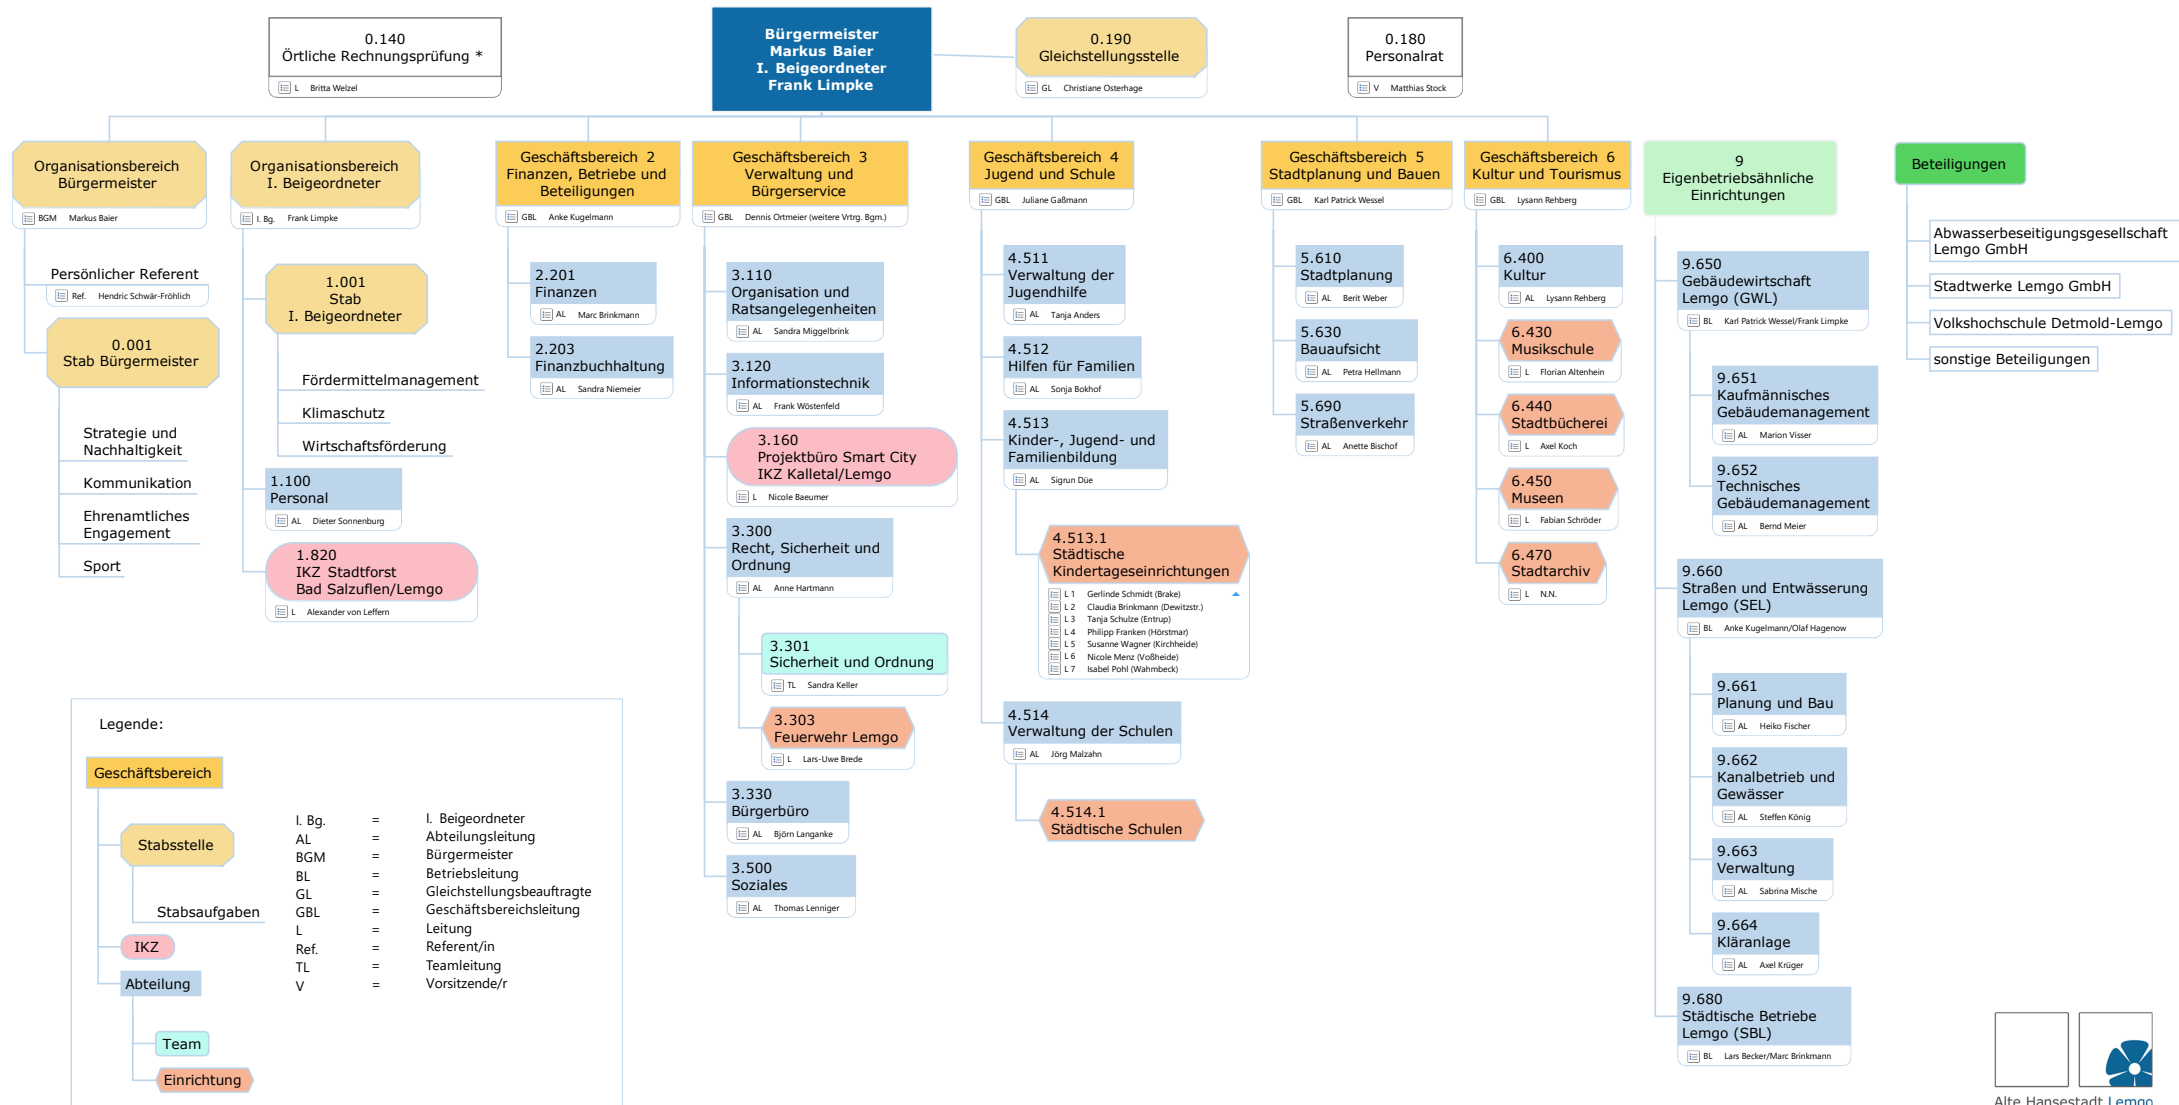 0.140
Örtliche Rechnungsprüfung *
L Britta Welzel
Bürgermeister
Markus Baier
I. Beigeordneter
Frank Limpke
0.190
Gleichstellungsstelle
GL Christiane Osterhage
0.180
Personalrat
V Matthias Stock
Organisationsbereich
Bürgermeister
BGM Markus Baier
Persönlicher Referent
Ref. Hendric Schwär-Fröhlich
0.001
Stab Bürgermeister
Strategie und
Nachhaltigkeit
Kommunikation
Ehrenamtliches
Engagement
Sport
Organisationsbereich
I. Beigeordneter
I. Bg. Frank Limpke
1.001
Stab
I. Beigeordneter
Fördermittelmanagement
Klimaschutz
Wirtschaftsförderung
1.100
Personal
AL Dieter Sonnenburg
1.820
IKZ Stadtforst
Bad Salzuflen/Lemgo
L Alexander von Leffern
Geschäftsbereich 2
Finanzen, Betriebe und
Beteiligungen
GBL Anke Kugelmann
2.201
Finanzen
AL Marc Brinkmann
2.203
Finanzbuchhaltung
AL Sandra Niemeier
Geschäftsbereich 3
Verwaltung und
Bürgerservice
GBL Dennis Ortmeier (weitere Vrtrg. Bgm.)
3.110
Organisation und
Ratsangelegenheiten
AL Sandra Miggelbrink
3.120
Informationstechnik
AL Frank Wöstenfeld
3.160
Projektbüro Smart City
IKZ Kalletal/Lemgo
L Nicole Baeumer
3.300
Recht, Sicherheit und
Ordnung
AL Anne Hartmann
3.301
Sicherheit und Ordnung
TL Sandra Keller
3.303
Feuerwehr Lemgo
L Lars-Uwe Brede
3.330
Bürgerbüro
AL Björn Langanke
3.500
Soziales
AL Thomas Lenniger
Geschäftsbereich 4
Jugend und Schule
GBL Juliane Gaßmann
4.511
Verwaltung der
Jugendhilfe
AL Tanja Anders
4.512
Hilfen für Familien
AL Sonja Bokhof
4.513
Kinder-, Jugend- und
Familienbildung
AL Sigrun Düe
4.513.1
Städtische
Kindertageseinrichtungen
L 1 Gerlinde Schmidt (Brake)
L 2 Claudia Brinkmann (Dewitzstr.)
L 3 Tanja Schulze (Entrup)
L 4 Philipp Franken (Hörstmar)
L 5 Susanne Wagner (Kirchheide)
L 6 Nicole Menz (Voßheide)
L 7 Isabel Pohl (Wahmbeck)
4.514
Verwaltung der Schulen
AL Jörg Malzahn
4.514.1
Städtische Schulen
Geschäftsbereich 5
Stadtplanung und Bauen
GBL Karl Patrick Wessel
5.610
Stadtplanung
AL Berit Weber
5.630
Bauaufsicht
AL Petra Hellmann
5.690
Straßenverkehr
AL Anette Bischof
Geschäftsbereich 6
Kultur und Tourismus
GBL Lysann Rehberg
6.400
Kultur
AL Lysann Rehberg
6.430
Musikschule
L Florian Altenhein
6.440
Stadtbücherei
L Axel Koch
6.450
Museen
L Fabian Schröder
6.470
Stadtarchiv
L N.N.
9
Eigenbetriebsähnliche
Einrichtungen
9.650
Gebäudewirtschaft
Lemgo (GWL)
BL Karl Patrick Wessel/Frank Limpke
9.651
Kaufmännisches
Gebäudemanagement
AL Marion Visser
9.652
Technisches
Gebäudemanagement
AL Bernd Meier
9.660
Straßen und Entwässerung
Lemgo (SEL)
BL Anke Kugelmann/Olaf Hagenow
9.661
Planung und Bau
AL Heiko Fischer
9.662
Kanalbetrieb und
Gewässer
AL Steffen König
9.663
Verwaltung
AL Sabrina Mische
9.664
Kläranlage
AL Axel Krüger
9.680
Städtische Betriebe
Lemgo (SBL)
BL Lars Becker/Marc Brinkmann
Beteiligungen
Abwasserbeseitigungsgesellschaft
Lemgo GmbH
Stadtwerke Lemgo GmbH
Volkshochschule Detmold-Lemgo
sonstige Beteiligungen
Legende:
Geschäftsbereich
Stabsstelle
Stabsaufgaben
IKZ
Abteilung
Team
Einrichtung
I. Bg. = I. Beigeordneter
AL = Abteilungsleitung
BGM = Bürgermeister
BL = Betriebsleitung
GL = Gleichstellungsbeauftragte
GBL = Geschäftsbereichsleitung
L = Leitung
Ref. = Referent/in
TL = Teamleitung
V = Vorsitzende/r
Alte Hansestadt Lemgo